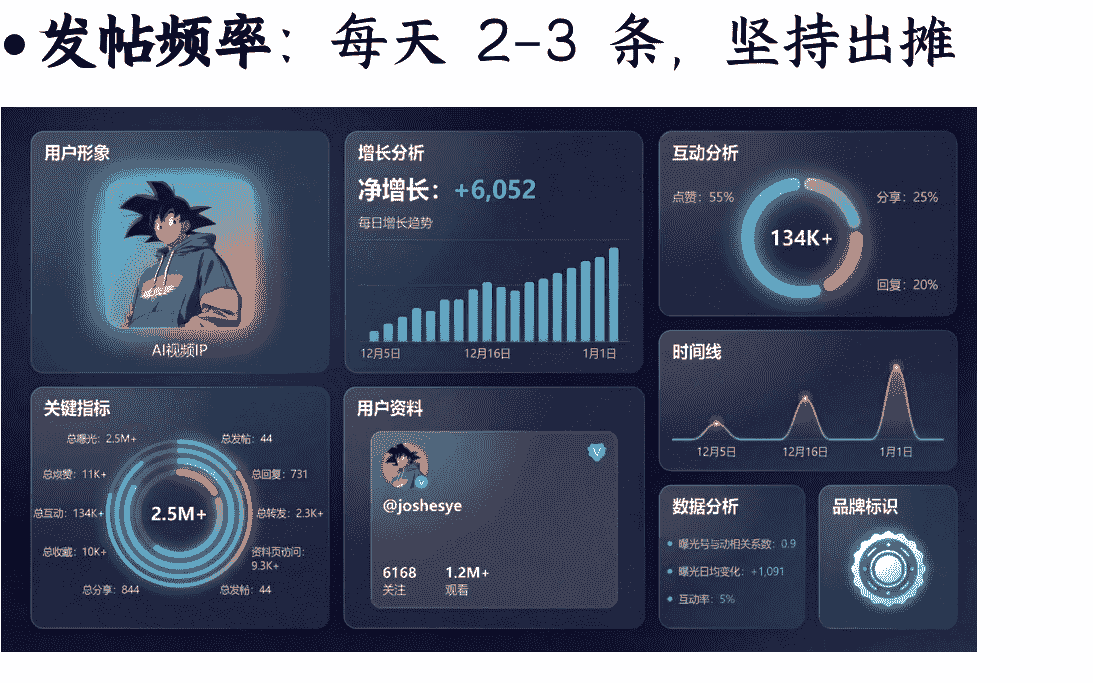 •发帖频率：每天 2-3 条，坚持出摊
用户形象
AI视频IP
增长分析
净增长：+6,052
每日增长趋势
12月5日 12月16日 1月1日
互动分析
点赞：55%
分享：25%
134K+
回复：20%
时间线
12月5日 12月16日 1月1日
关键指标
总曝光：2.5M+
总发帖：44
总点赞：11K+
总回复：731
总互动：134K+
2.5M+
总转发：2.3K+
总收藏：10K+
资料页访问：
9.3K+
总分享：844
总发帖：44
用户资料
@joshesye
6168
关注
1.2M+
观看
数据分析
曝光号与动相关系数：0.9
曝光日均变化：+1,091
互动率：5%
品牌标识